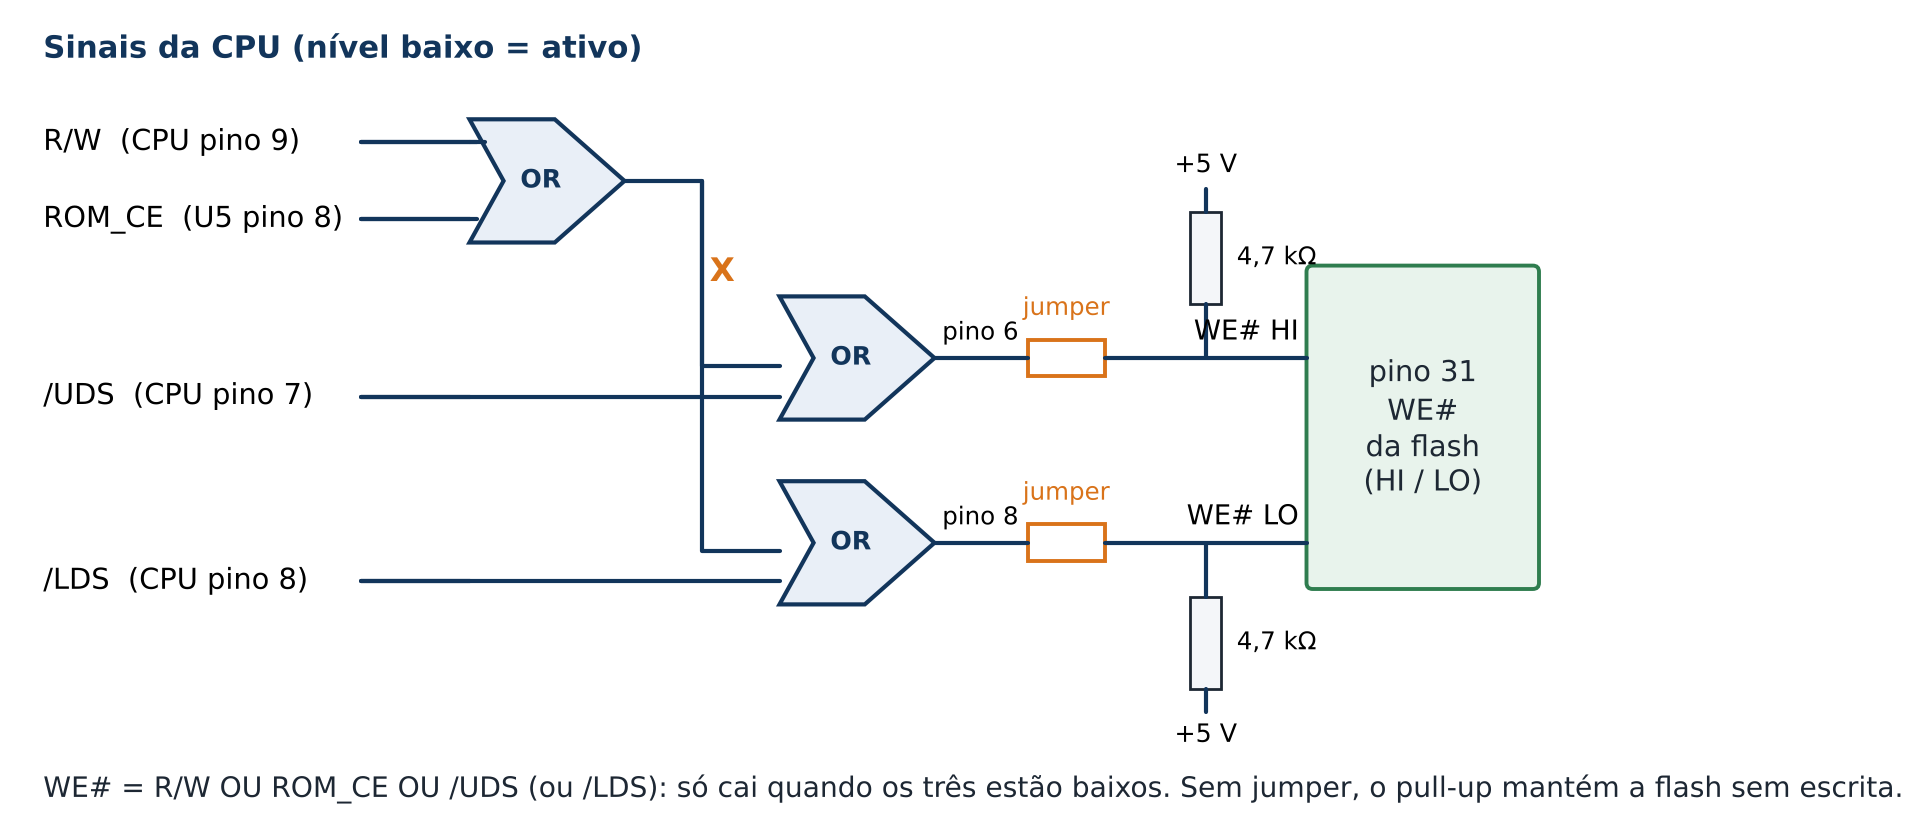 Sinais da CPU (nível baixo = ativo)
R/W  (CPU pino 9)
OR
ROM_CE  (U5 pino 8)
+5 V
4,7 kΩ
X
jumper
pino 6
WE# HI
OR
/UDS  (CPU pino 7)
pino 31
WE#
da flash
(HI / LO)
jumper
pino 8
WE# LO
OR
/LDS  (CPU pino 8)
4,7 kΩ
+5 V
WE# = R/W OU ROM_CE OU /UDS (ou /LDS): só cai quando os três estão baixos. Sem jumper, o pull-up mantém a flash sem escrita.